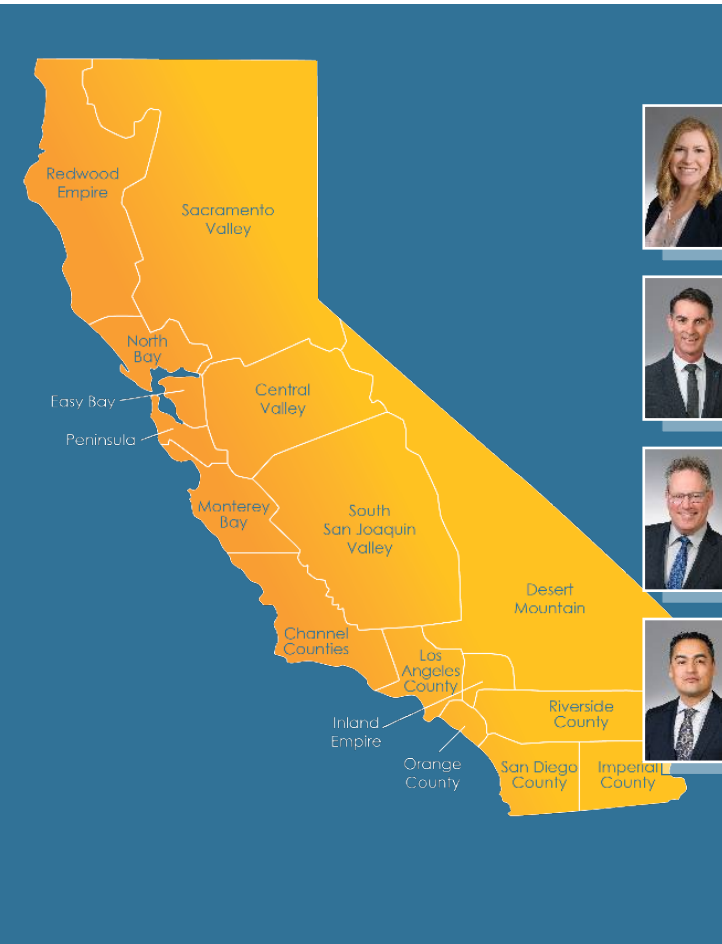 Redwood
Empire
Sacramento
Valley
North
Bay
Easy Bay
Central
Valley
Peninsula
Monterey
Bay
South
San Joaquin
Valley
Desert
Mountain
Channel
Counties
Los
Angeles
County
Inland
Empire
Riverside
County
Orange
County
San Diego
County
Imperial
County